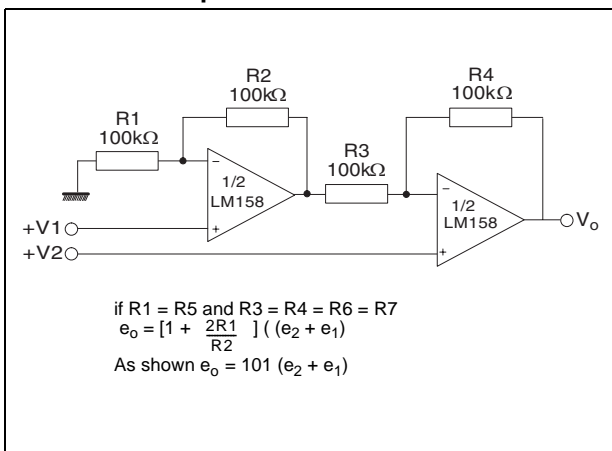 R2
100kΩ
R4
100kΩ
R1
100kΩ
R3
100kΩ
1/2
LM158
1/2
LM158
+V1
+V2
Vo
if R1 = R5 and R3 = R4 = R6 = R7
eo = [1 + 2R1/R2 ] ( (e2 + e1)
As shown eo = 101 (e2 + e1)